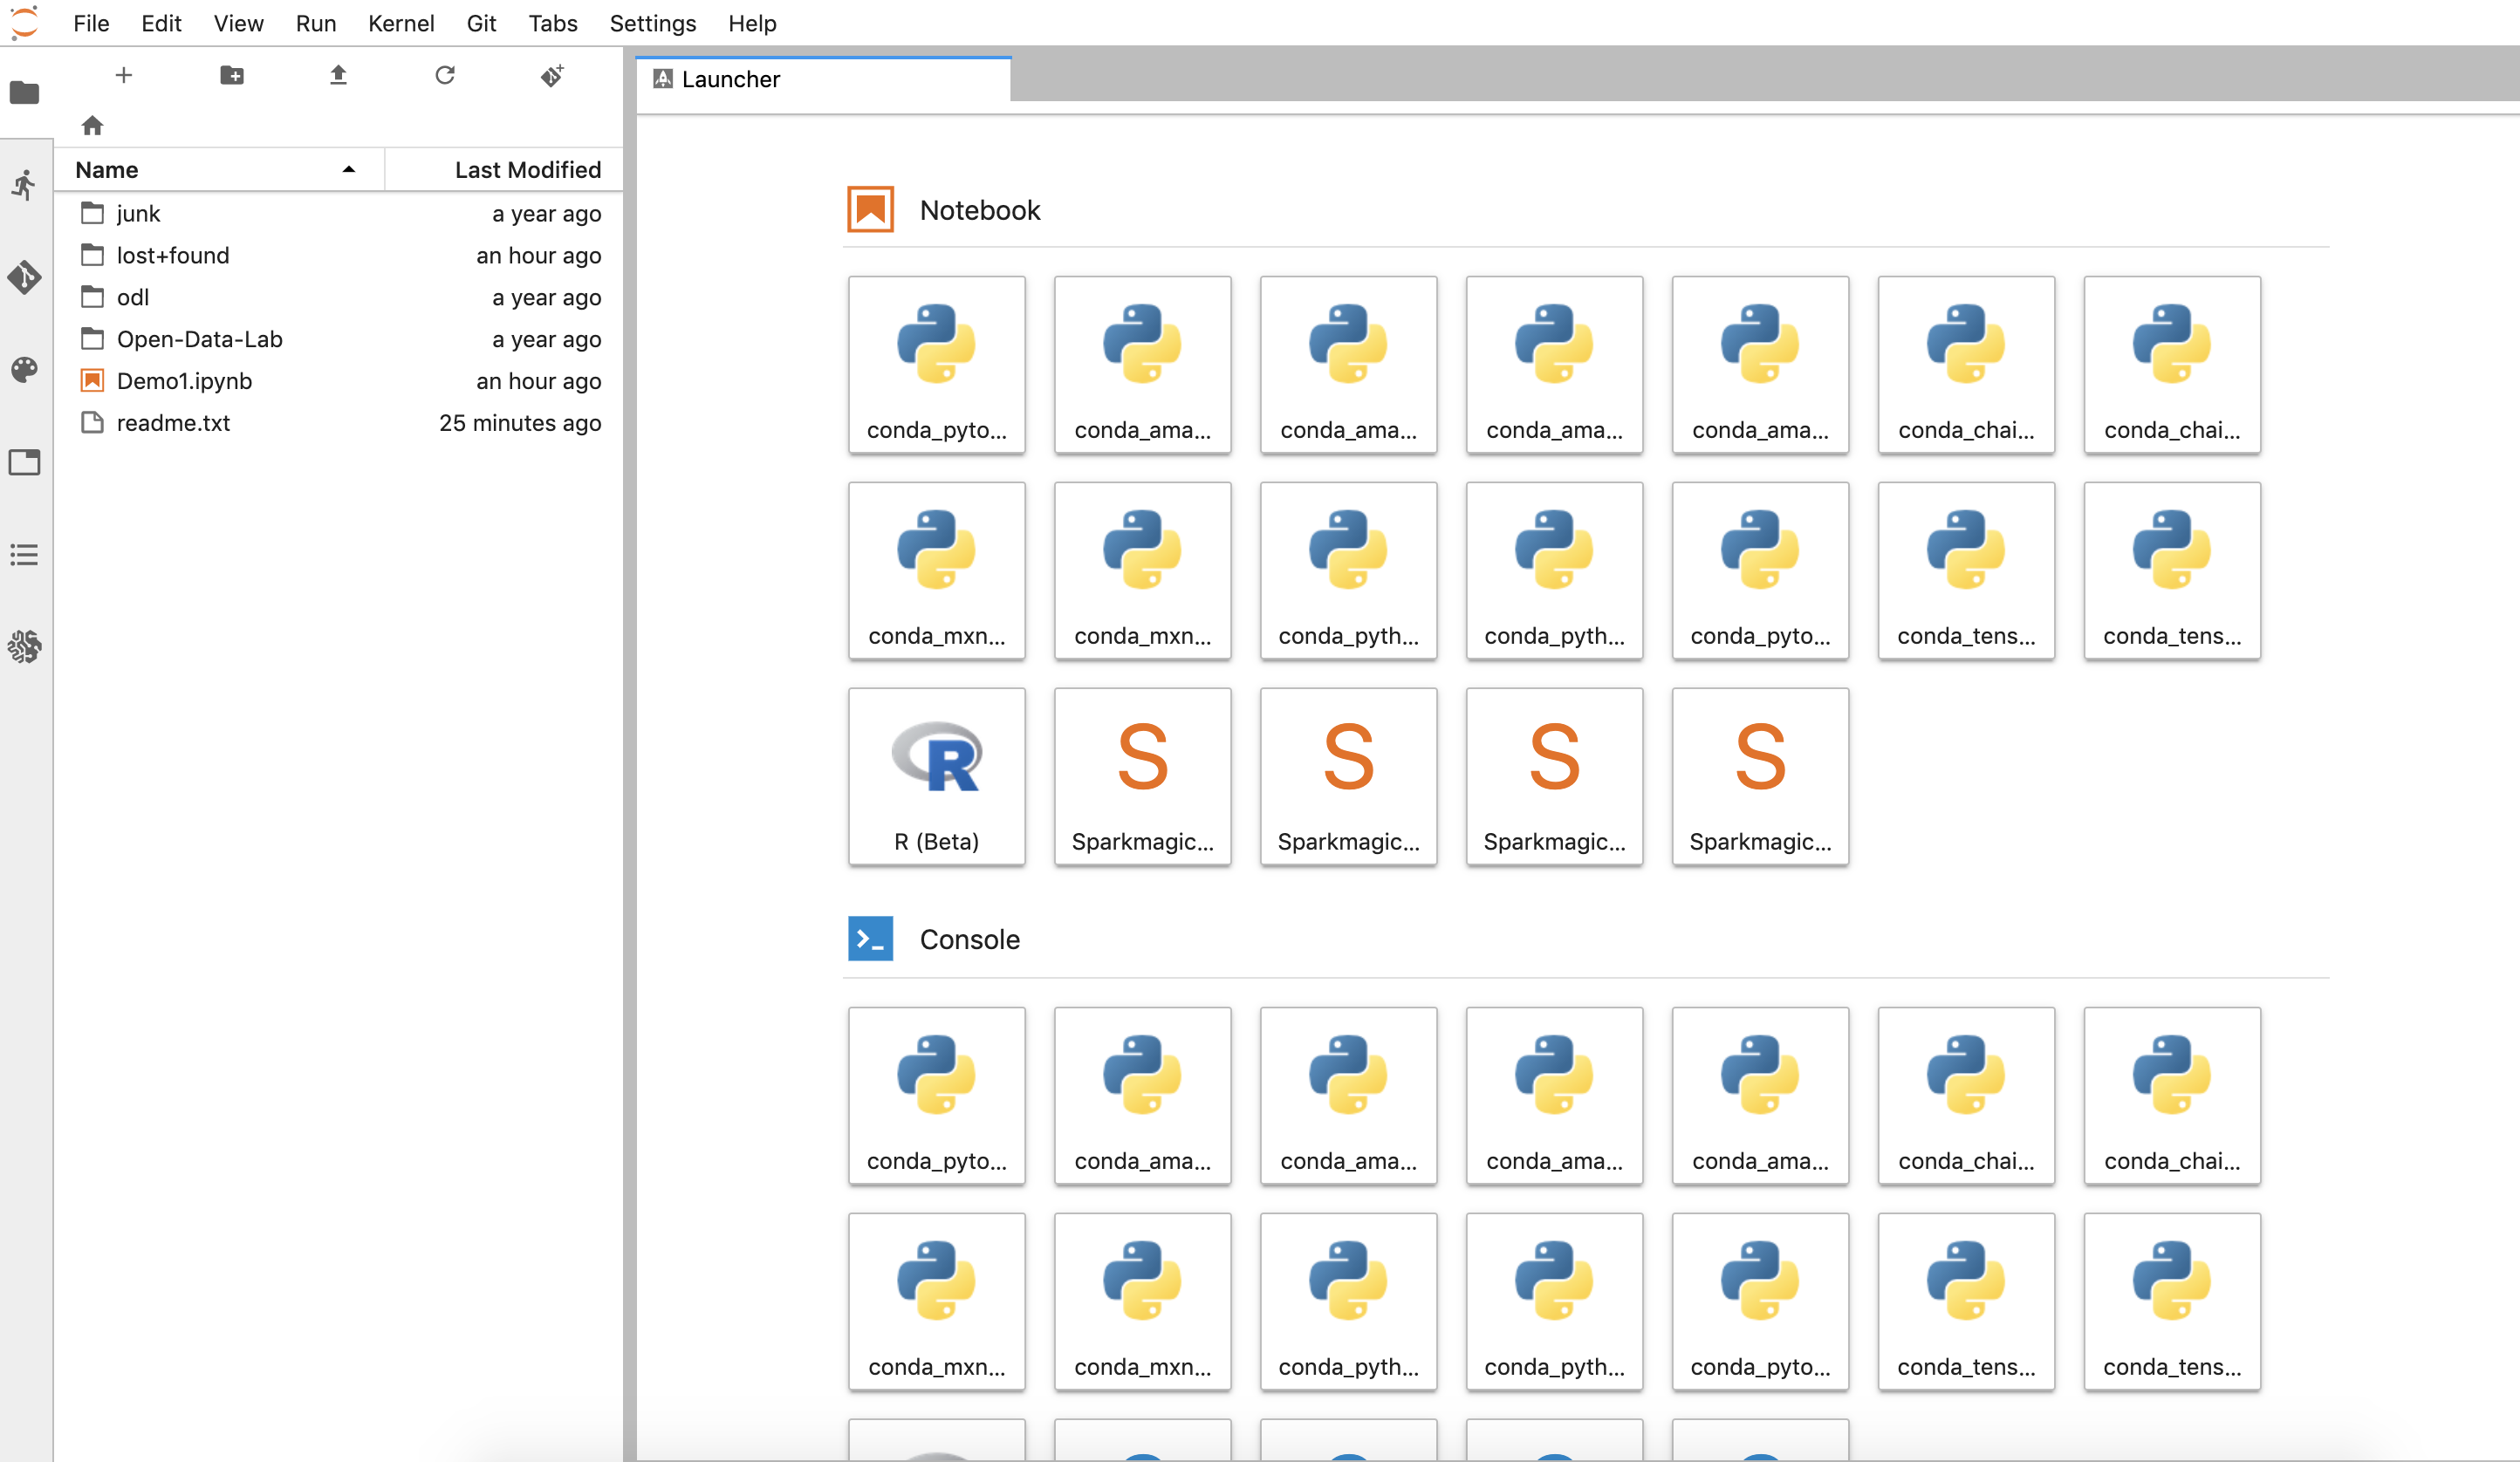 File Edit View Run Kernel Git Tabs Settings Help
Launcher
Name Last Modified
junk a year ago
lost+found an hour ago
odl a year ago
Open-Data-Lab a year ago
Demo1.ipynb an hour ago
readme.txt 25 minutes ago
Notebook
conda_pyto... conda_ama... conda_ama... conda_ama... conda_ama... conda_chai... conda_chai...
conda_mxn... conda_mxn... conda_pyth... conda_pyth... conda_pyto... conda_tens... conda_tens...
R S S S S
R (Beta) Sparkmagic... Sparkmagic... Sparkmagic... Sparkmagic...
Console
conda_pyto... conda_ama... conda_ama... conda_ama... conda_ama... conda_chai... conda_chai...
conda_mxn... conda_mxn... conda_pyth... conda_pyth... conda_pyto... conda_tens... conda_tens...